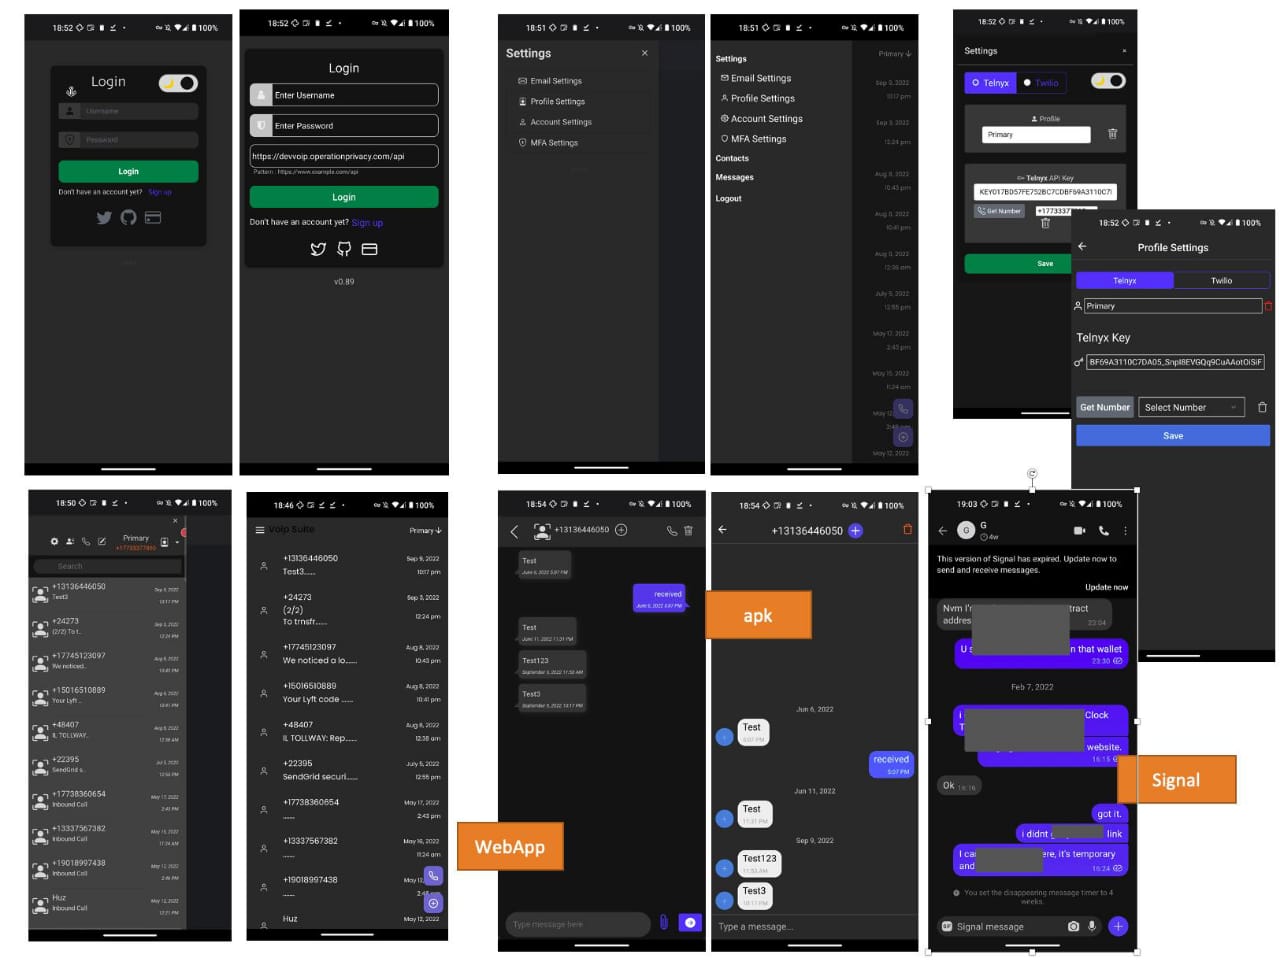 18:52
100%
Login
Username
Password
Login
Don't have an account yet? Sign up
18:52
100%
Login
Enter Username
Enter Password
https://devvoip.operationprivacy.com/api
Pattern : https://www.example.com/api
Login
Don't have an account yet? Sign up
v0.89
18:51
100%
Settings
×
Email Settings
Profile Settings
Account Settings
MFA Settings
18:51
100%
Primary
Settings
Email Settings
Profile Settings
Account Settings
MFA Settings
Contacts
Messages
Logout
Sep 9, 2022
10:17 pm
Sep 3, 2022
12:24 pm
Aug 8, 2022
10:43 pm
Aug 8, 2022
10:41 pm
Aug 8, 2022
12:38 am
July 5, 2022
12:55 pm
May 17, 2022
2:43 pm
May 15, 2022
11:24 am
May 12
May 12, 2022
18:52
100%
Settings
×
Telnyx
Twilio
Profile
Primary
Telnyx API Key
KEY017BD57FE752BC7CDBF69A3110C7
Get Number
+17733377
Save
18:52
100%
Profile Settings
Telnyx
Twilio
Primary
Telnyx Key
BF69A3110C7DA05_Snpl8EVGQq9CuAAotOiSiF
Get Number
Select Number
Save
18:50
100%
×
Primary
Search
+13136446050
Test3
Sep 9, 2022
10:17 PM
+24273
(2/2) To t..
Sep 3, 2022
12:24 PM
+17745123097
We noticed..
Aug 8, 2022
10:43 PM
+15016510889
Your Lyft ..
Aug 8, 2022
10:41 PM
+48407
IL TOLLWAY..
Aug 8, 2022
12:38 AM
+22395
SendGrid s..
Jul 5, 2022
12:55 PM
+17738360654
Inbound Call
May 17, 2022
2:43 PM
+13337567382
Inbound Call
May 15, 2022
11:24 AM
+19018997438
Inbound Call
May 12, 2022
2:46 PM
Huz
Inbound Call
May 12, 2022
12:21 PM
18:46
100%
Voip Suite
Primary
+13136446050
Test3......
Sep 9, 2022
10:17 pm
+24273
(2/2)
To trnsfr......
Sep 3, 2022
12:24 pm
+17745123097
We noticed a lo......
Aug 8, 2022
10:43 pm
+15016510889
Your Lyft code ......
Aug 8, 2022
10:41 pm
+48407
IL TOLLWAY: Rep......
Aug 8, 2022
12:38 am
+22395
SendGrid securi......
July 5, 2022
12:55 pm
+17738360654
......
May 17, 2022
2:43 pm
+13337567382
......
May 16, 2022
11:24 am
+19018997438
......
May 12
Huz
May 12, 2022
WebApp
18:54
100%
+13136446050
Test
June 6, 2022 5:07 PM
received
June 6, 2022 5:07 PM
Test
June 11, 2022 11:31 PM
Test123
September 9, 2022 11:53 AM
Test3
September 9, 2022 10:17 PM
Type message here
apk
18:54
100%
+13136446050
Jun 6, 2022
Test
5:07 PM
received
5:07 PM
Jun 11, 2022
Test
11:31 PM
Sep 9, 2022
Test123
11:53 AM
Test3
10:17 PM
Type a message...
19:03
100%
G
G
4w
This version of Signal has expired. Update now to
send and receive messages.
Update now
Nvm I'
tract
addres
23:04
U s
n that wallet
23:30
Feb 7, 2022
i
Clock
T
website.
16:15
Ok 16:16
got it.
i didnt
link
I ca
ere, it's temporary
and
16:24
You set the disappearing message timer to 4
weeks.
GIF
Signal message
Signal